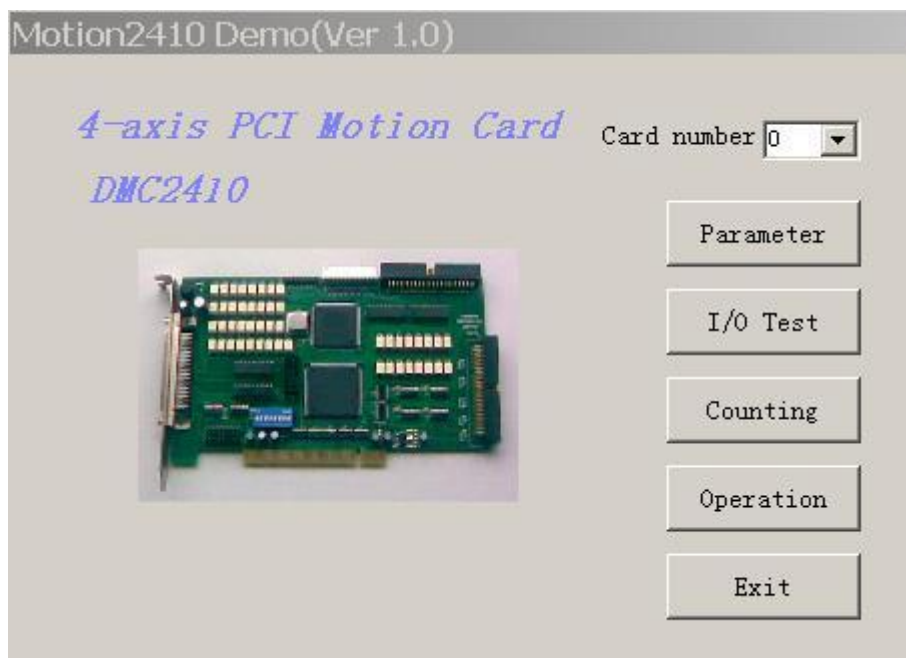 Motion2410 Demo(Ver 1.0)
4-axis PCI Motion Card
DMC2410
Card number 0
Parameter
I/O Test
Counting
Operation
Exit